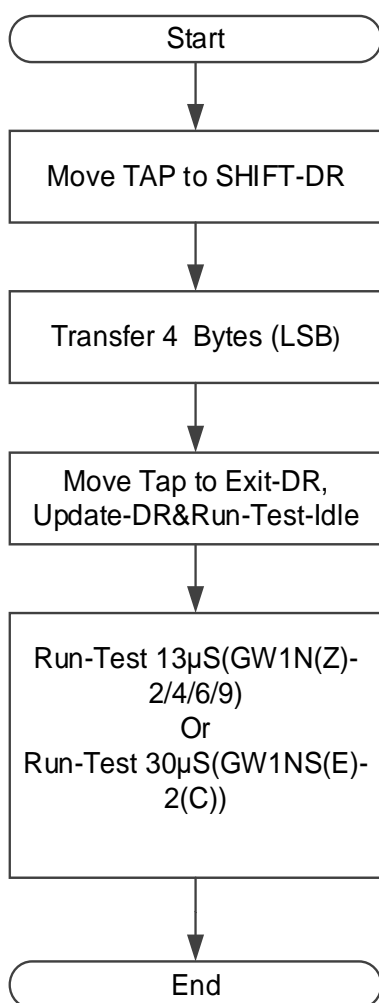 Start
Move TAP to SHIFT-DR
Transfer 4  Bytes (LSB)
Move Tap to Exit-DR,
Update-DR&Run-Test-Idle
Run-Test 13µS(GW1N(Z)-
2/4/6/9)
Or
Run-Test 30µS(GW1NS(E)-
2(C))
End